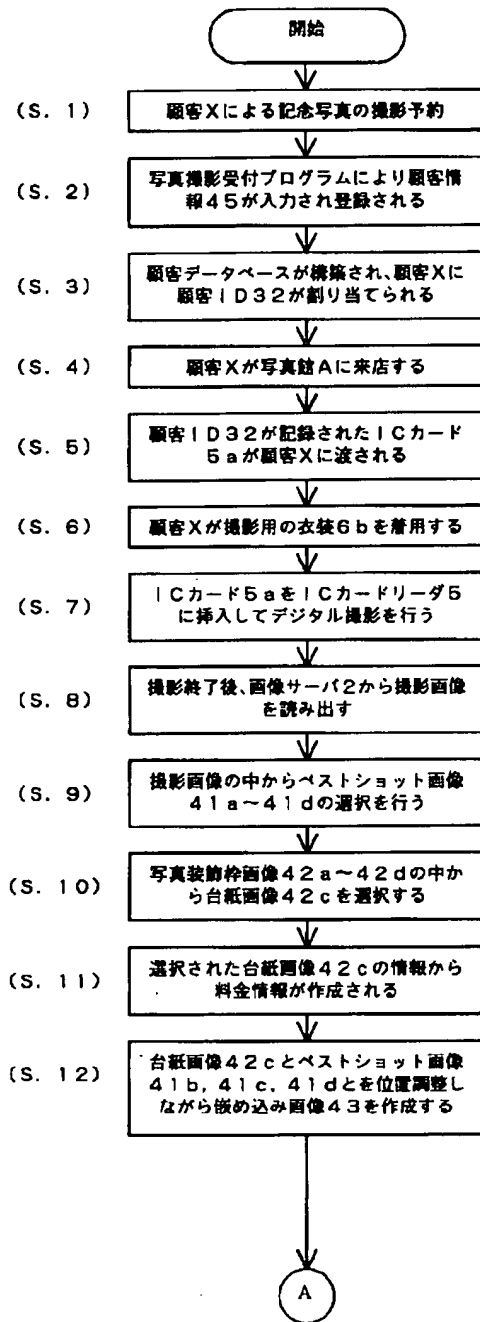 開始
(S. 1)
顧客Xによる記念写真の撮影予約
(S. 2)
写真撮影受付プログラムにより顧客情
報45が入力され登録される
(S. 3)
顧客データベースが構築され、顧客Xに
顧客ID32が割り当てられる
(S. 4)
顧客Xが写真館Aに来店する
(S. 5)
顧客ID32が記録されたICカード
5aが顧客Xに渡される
(S. 6)
顧客Xが撮影用の衣装6bを着用する
(S. 7)
ICカード5aをICカードリーダ5
に挿入してデジタル撮影を行う
(S. 8)
撮影終了後、画像サーバ2から撮影画像
を読み出す
(S. 9)
撮影画像の中からベストショット画像
41a~41dの選択を行う
(S. 10)
写真装飾枠画像42a~42dの中か
ら台紙画像42cを選択する
(S. 11)
選択された台紙画像42cの情報から
料金情報が作成される
(S. 12)
台紙画像42cとベストショット画像
41b, 41c, 41dとを位置調整し
ながら嵌め込み画像43を作成する
A